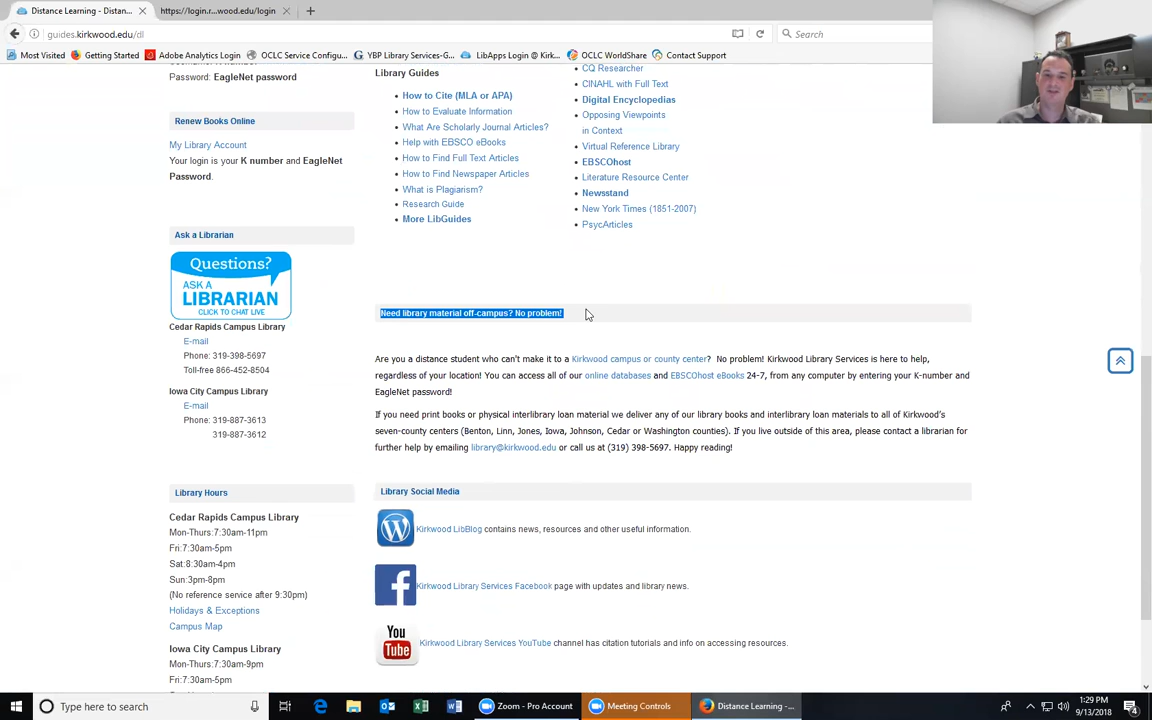 Distance Learning - Distan...
https://login.r...wood.edu/login
guides.kirkwood.edu/dl
Search
Most Visited
Getting Started
Adobe Analytics Login
OCLC Service Configu...
YBP Library Services-G...
LibApps Login @ Kirk...
OCLC WorldShare
Contact Support
Password: EagleNet password
Renew Books Online
My Library Account
Your login is your K number and EagleNet
Password.
Ask a Librarian
Questions?
ASK A
LIBRARIAN
CLICK TO CHAT LIVE
Cedar Rapids Campus Library
E-mail
Phone: 319-398-5697
Toll-free 866-452-8504
Iowa City Campus Library
E-mail
Phone: 319-887-3613
319-887-3612
Library Hours
Cedar Rapids Campus Library
Mon-Thurs:7:30am-11pm
Fri:7:30am-5pm
Sat:8:30am-4pm
Sun:3pm-8pm
(No reference service after 9:30pm)
Holidays & Exceptions
Campus Map
Iowa City Campus Library
Mon-Thurs:7:30am-9pm
Fri:7:30am-5pm
Library Guides
How to Cite (MLA or APA)
How to Evaluate Information
What Are Scholarly Journal Articles?
Help with EBSCO eBooks
How to Find Full Text Articles
How to Find Newspaper Articles
What is Plagiarism?
Research Guide
More LibGuides
CQ Researcher
CINAHL with Full Text
Digital Encyclopedias
Opposing Viewpoints
in Context
Virtual Reference Library
EBSCOhost
Literature Resource Center
Newsstand
New York Times (1851-2007)
PsycArticles
Need library material off-campus? No problem!
Are you a distance student who can't make it to a Kirkwood campus or county center? No problem! Kirkwood Library Services is here to help,
regardless of your location! You can access all of our online databases and EBSCOhost eBooks 24-7, from any computer by entering your K-number and
EagleNet password!
If you need print books or physical interlibrary loan material we deliver any of our library books and interlibrary loan materials to all of Kirkwood's
seven-county centers (Benton, Linn, Jones, Iowa, Johnson, Cedar or Washington counties). If you live outside of this area, please contact a librarian for
further help by emailing library@kirkwood.edu or call us at (319) 398-5697. Happy reading!
Library Social Media
Kirkwood LibBlog contains news, resources and other useful information.
Kirkwood Library Services Facebook page with updates and library news.
You
Tube
Kirkwood Library Services YouTube channel has citation tutorials and info on accessing resources.
Type here to search
Zoom - Pro Account
Meeting Controls
Distance Learning -...
1:29 PM
9/13/2018
4